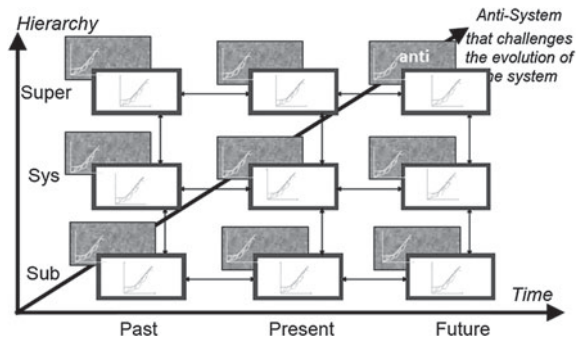 Hierarchy
Anti-System
that challenges
the evolution of
he system
anti
Super
Sys
Sub
Time
Past
Present
Future